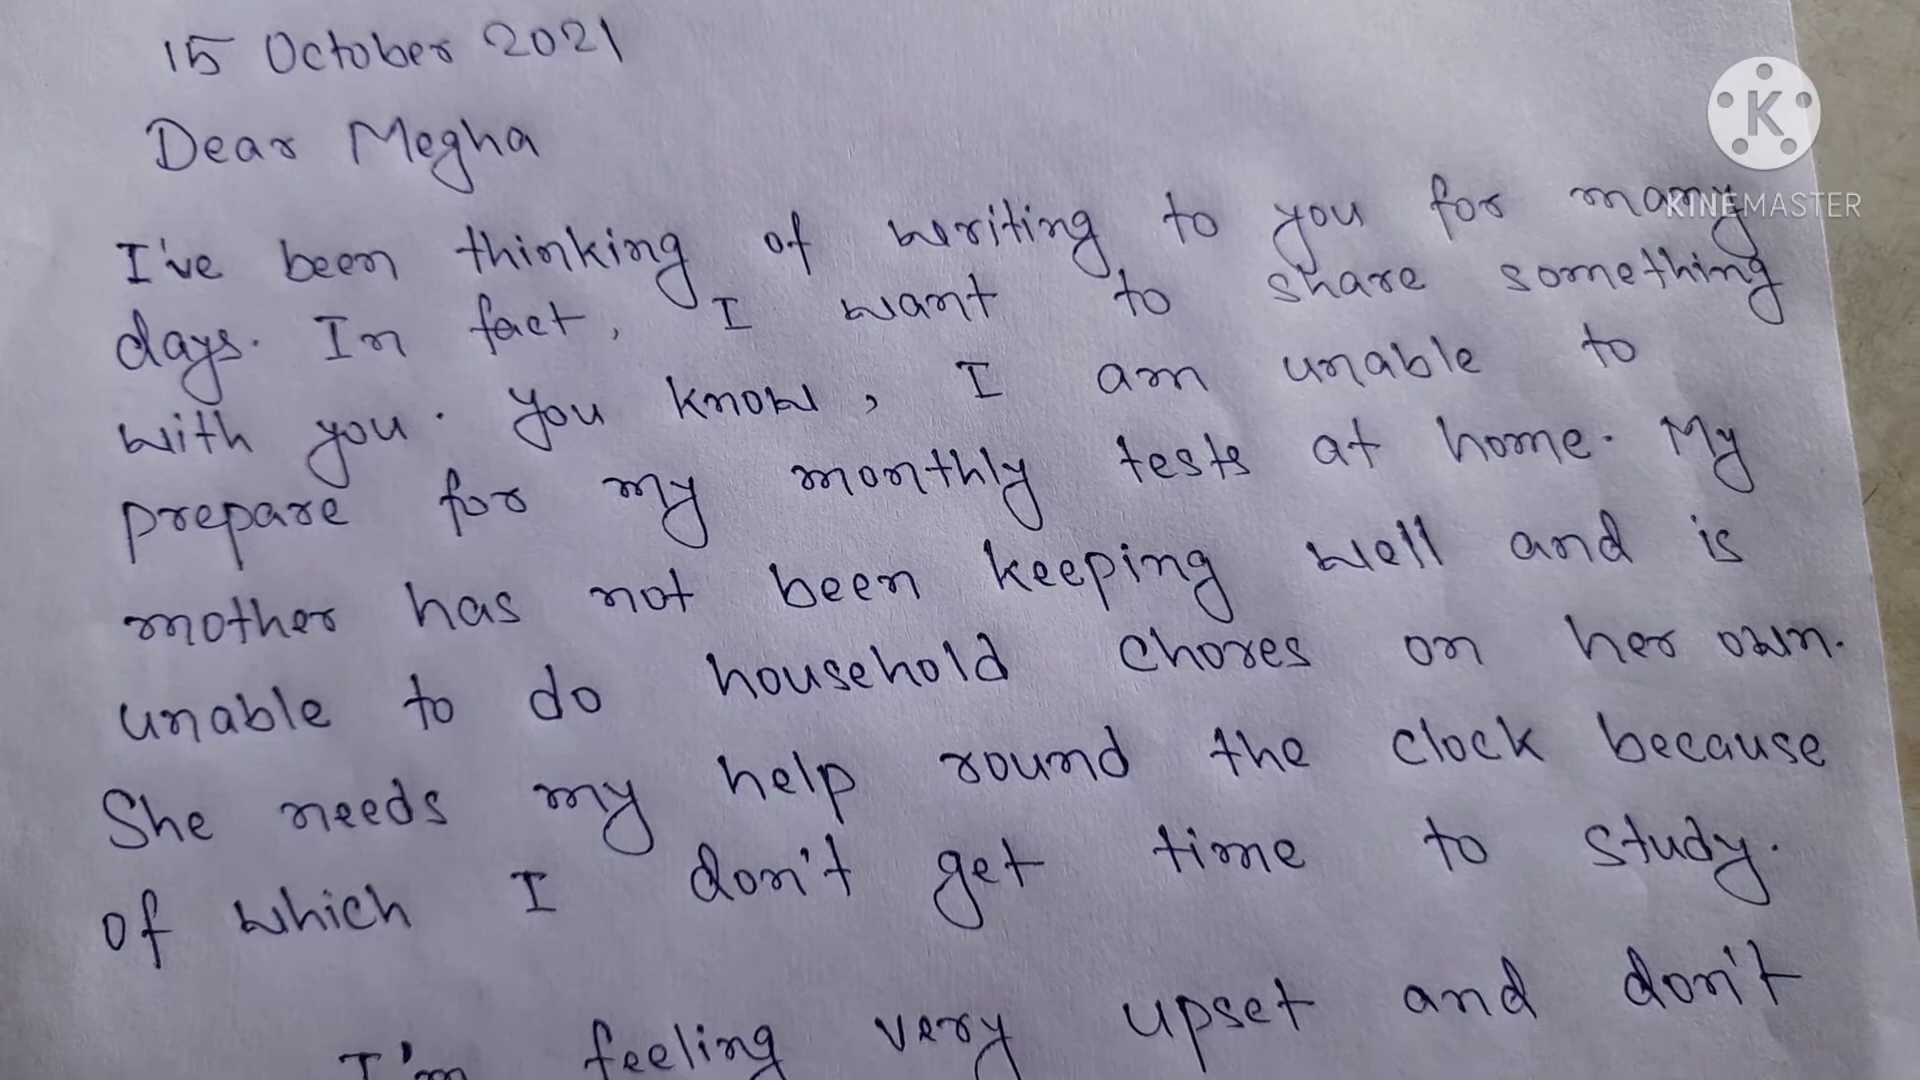 15 October 2021
Dear Megha
I've been thinking of writing to you for many
days. In fact, I want to share something
with you. You know, I am unable to
prepare for my monthly tests at home. My
mother has not been keeping well and is
unable to do household chores on her own.
She needs my help round the clock because
of which I don't get time to study.
I'm feeling very upset and don't
K
KINEMASTER